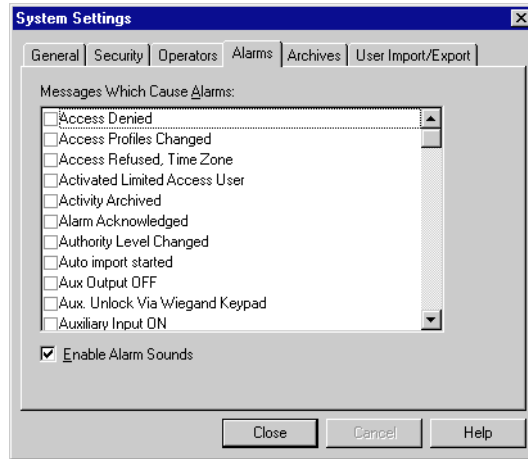 System Settings
General Security Operators Alarms Archives User Import/Export
Messages Which Cause Alarms:
Access Denied
Access Profiles Changed
Access Refused, Time Zone
Activated Limited Access User
Activity Archived
Alarm Acknowledged
Authority Level Changed
Auto import started
Aux Output OFF
Aux. Unlock Via Wiegand Keypad
Auxiliary Input ON
Enable Alarm Sounds
Close Cancel Help